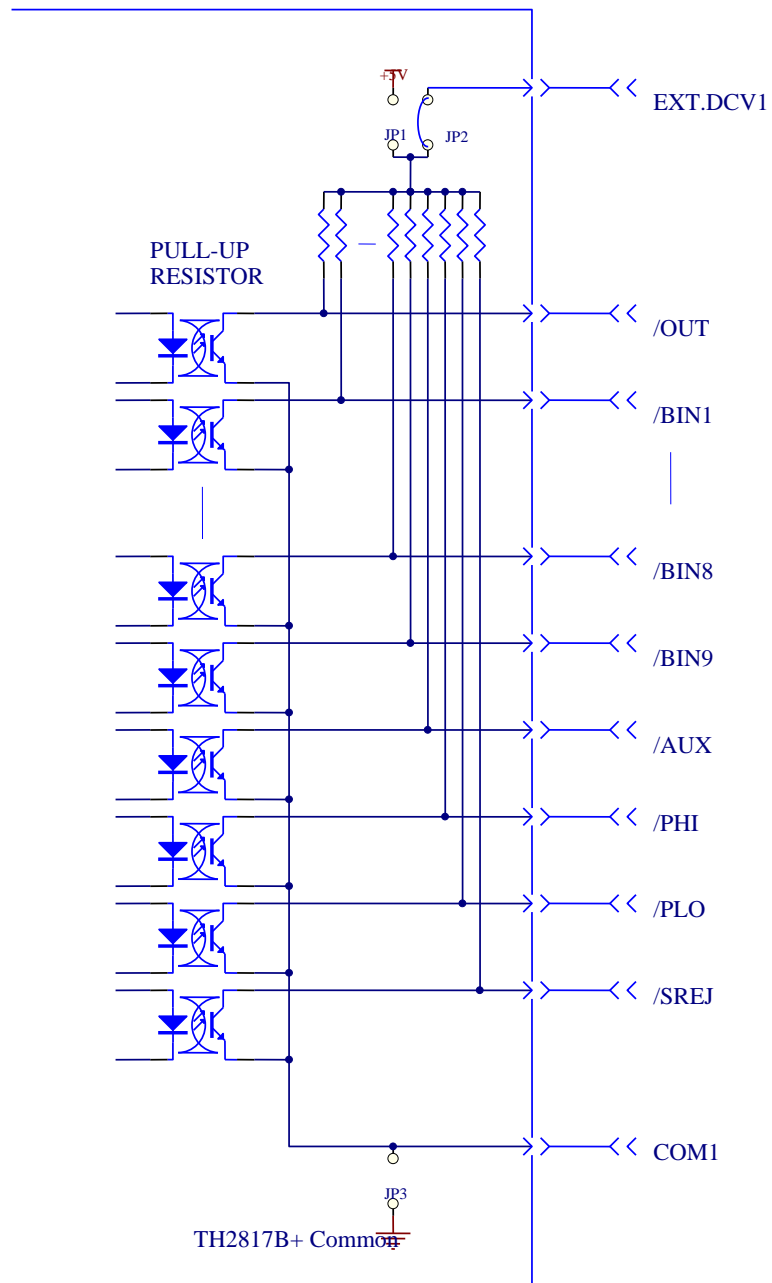 +5V
EXT.DCV1
JP1
JP2
PULL-UP
RESISTOR
/OUT
/BIN1
/BIN8
/BIN9
/AUX
/PHI
/PLO
/SREJ
COM1
JP3
TH2817B+ Common